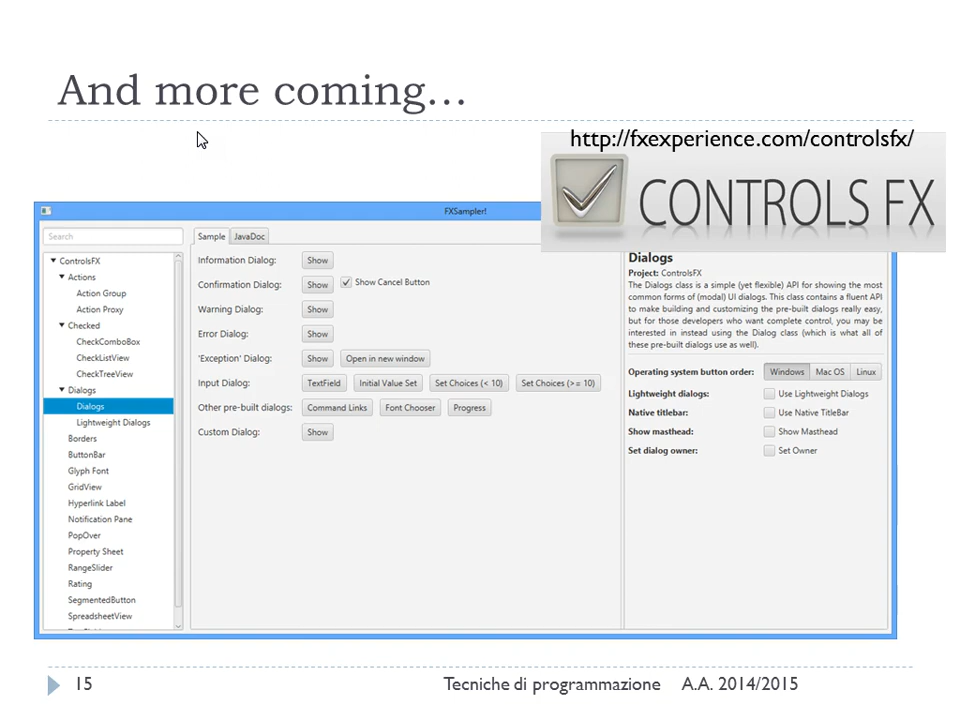 And more coming...
http://fxexperience.com/controlsfx/
CONTROLS FX
FXSampler!
Search
ControlsFX
Actions
Action Group
Action Proxy
Checked
CheckComboBox
CheckListView
CheckTreeView
Dialogs
Dialogs
Lightweight Dialogs
Borders
ButtonBar
Glyph Font
GridView
Hyperlink Label
Notification Pane
PopOver
Property Sheet
RangeSlider
Rating
SegmentedButton
SpreadsheetView
Sample JavaDoc
Information Dialog: Show
Confirmation Dialog: Show Show Cancel Button
Warning Dialog: Show
Error Dialog: Show
'Exception' Dialog: Show Open in new window
Input Dialog: TextField Initial Value Set Set Choices (< 10) Set Choices (>= 10)
Other pre-built dialogs: Command Links Font Chooser Progress
Custom Dialog: Show
Dialogs
Project: ControlsFX
The Dialogs class is a simple (yet flexible) API for showing the most
common forms of (modal) UI dialogs. This class contains a fluent API
to make building and customizing the pre-built dialogs really easy,
but for those developers who want complete control, you may be
interested in instead using the Dialog class (which is what all of
these pre-built dialogs use as well).
Operating system button order: Windows Mac OS Linux
Lightweight dialogs: Use Lightweight Dialogs
Native titlebar: Use Native TitleBar
Show masthead: Show Masthead
Set dialog owner: Set Owner
15 Tecniche di programmazione A.A. 2014/2015